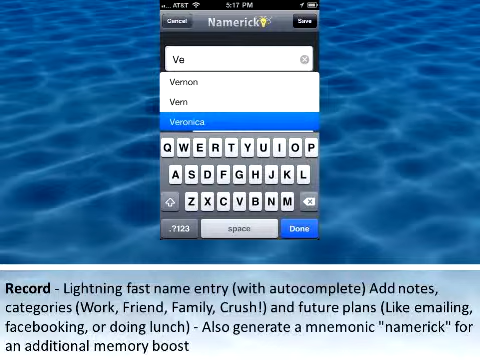 ...AT&T 5:17 PM
Cancel Namerick Save
Ve
Vernon
Vern
Veronica
Q W E R T Y U I O P
A S D F G H J K L
Z X C V B N M
.?123 space Done
Record - Lightning fast name entry (with autocomplete) Add notes,
categories (Work, Friend, Family, Crush!) and future plans (Like emailing,
facebooking, or doing lunch) - Also generate a mnemonic "namerick" for
an additional memory boost